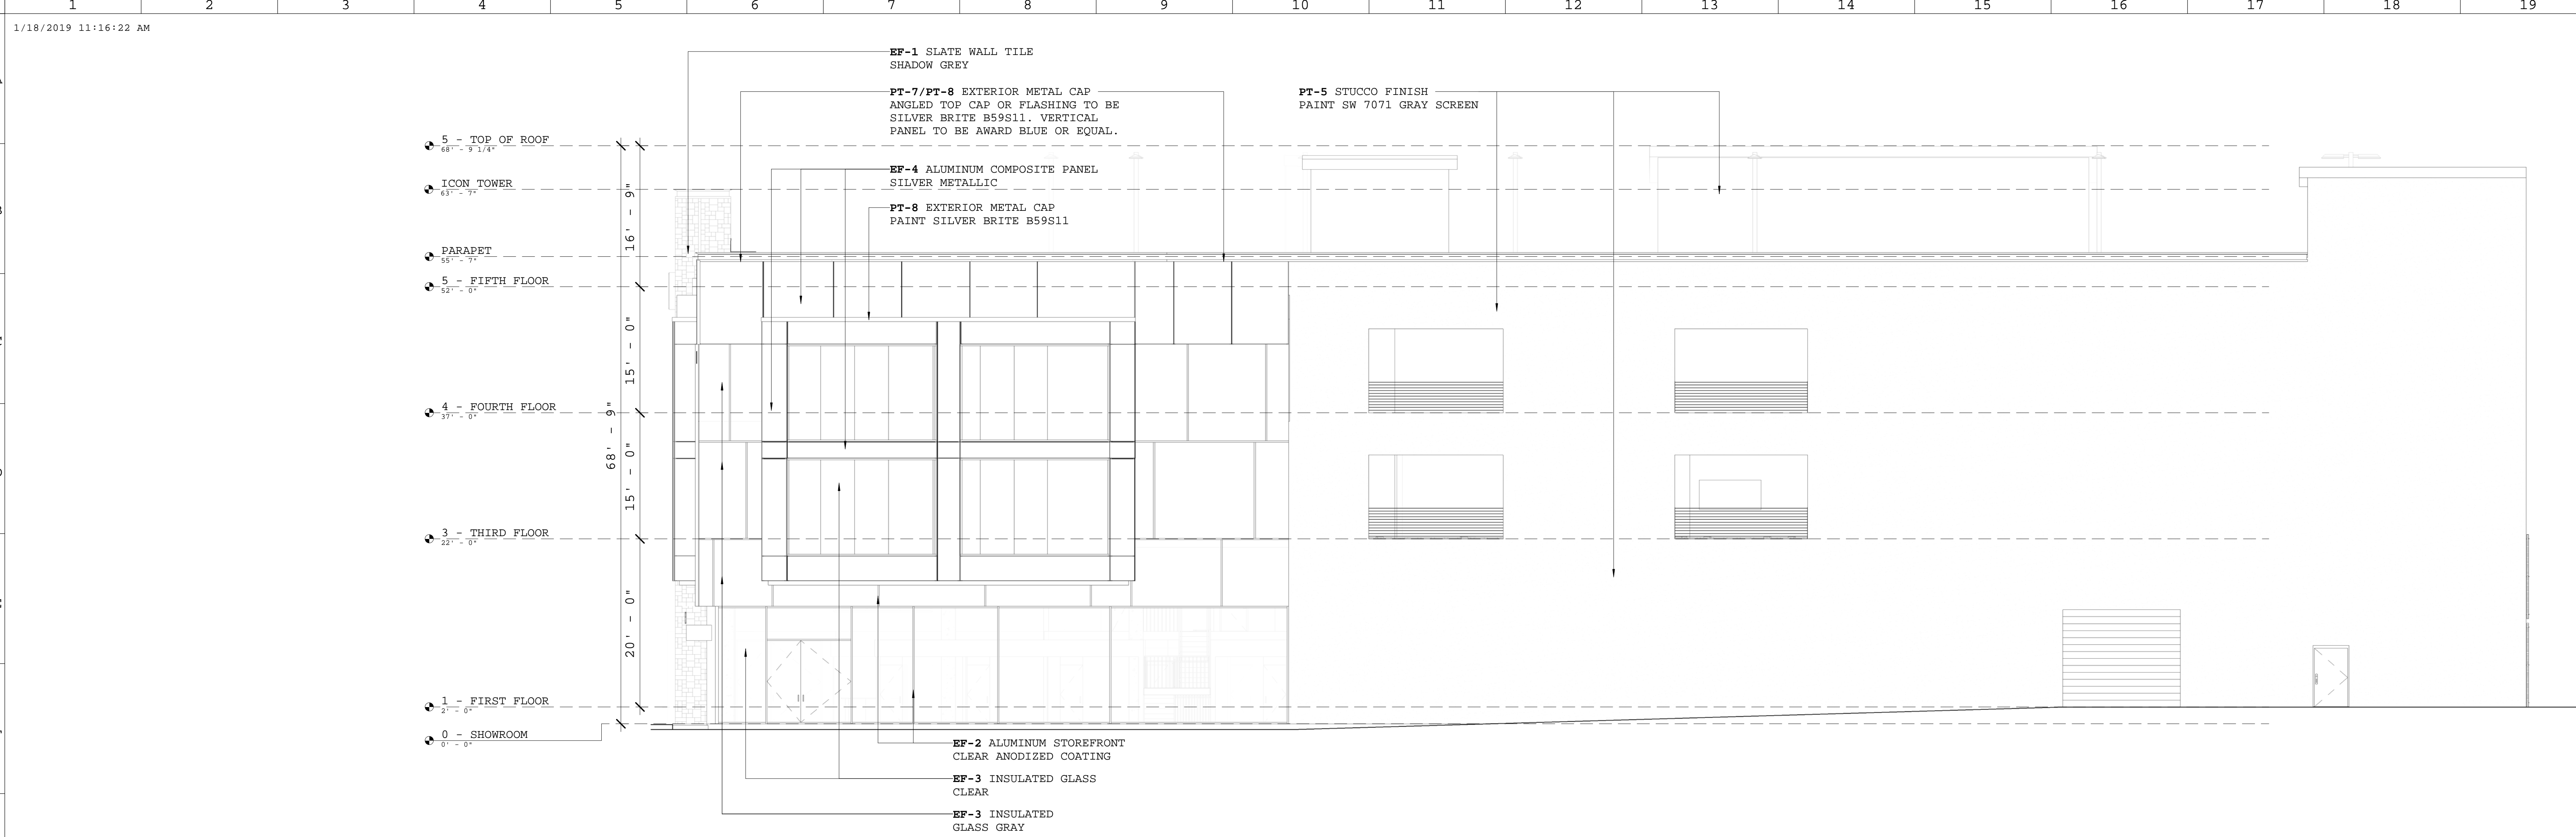 1 2 3 4 5 6 7 8 9 10 11 12 13 14 15 16 17 18 19
1/18/2019 11:16:22 AM
EF-1 SLATE WALL TILE
SHADOW GREY
PT-7/PT-8 EXTERIOR METAL CAP
ANGLED TOP CAP OR FLASHING TO BE
SILVER BRITE B59S11. VERTICAL
PANEL TO BE AWARD BLUE OR EQUAL.
PT-5 STUCCO FINISH
PAINT SW 7071 GRAY SCREEN
EF-4 ALUMINUM COMPOSITE PANEL
SILVER METALLIC
PT-8 EXTERIOR METAL CAP
PAINT SILVER BRITE B59S11
5 - TOP OF ROOF
68' - 9 1/4"
ICON TOWER
63' - 7"
PARAPET
55' - 7"
5 - FIFTH FLOOR
52' - 0"
4 - FOURTH FLOOR
37' - 0"
3 - THIRD FLOOR
22' - 0"
1 - FIRST FLOOR
2' - 0"
0 - SHOWROOM
0' - 0"
68' - 9"
16' - 9"
15' - 0"
15' - 0"
20' - 0"
EF-2 ALUMINUM STOREFRONT
CLEAR ANODIZED COATING
EF-3 INSULATED GLASS
CLEAR
EF-3 INSULATED
GLASS GRAY